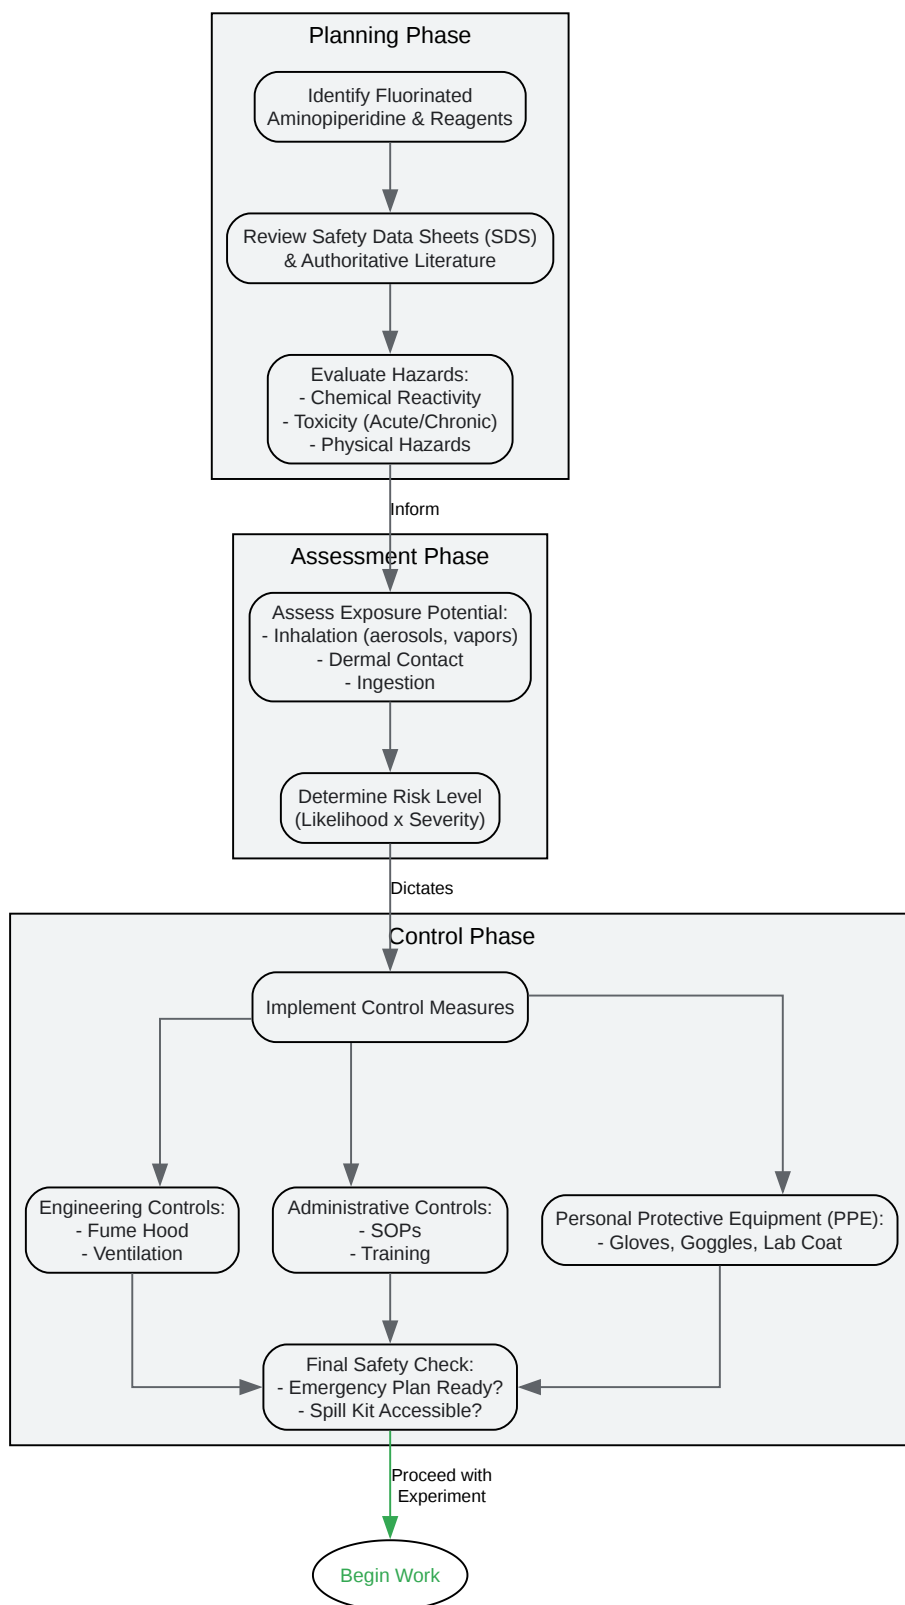 Planning Phase
Identify Fluorinated
Aminopiperidine & Reagents
Review Safety Data Sheets (SDS)
& Authoritative Literature
Evaluate Hazards:
- Chemical Reactivity
- Toxicity (Acute/Chronic)
- Physical Hazards
Inform
Assessment Phase
Assess Exposure Potential:
- Inhalation (aerosols, vapors)
- Dermal Contact
- Ingestion
Determine Risk Level
(Likelihood x Severity)
Dictates
Control Phase
Implement Control Measures
Engineering Controls:
- Fume Hood
- Ventilation
Administrative Controls:
- SOPs
- Training
Personal Protective Equipment (PPE):
- Gloves, Goggles, Lab Coat
Final Safety Check:
- Emergency Plan Ready?
- Spill Kit Accessible?
Proceed with
Experiment
Begin Work